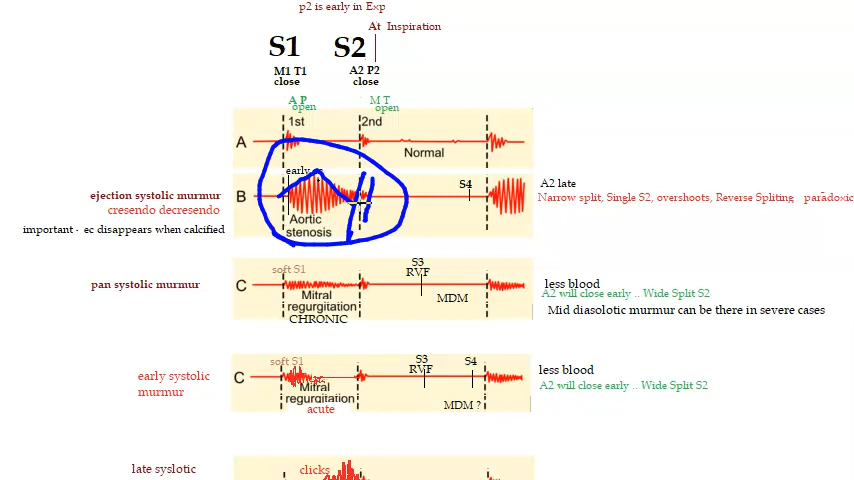 p2 is early in Exp
At Inspiration
S1 S2
M1 T1 A2 P2
close close
A P M T
open open
1st 2nd
A
Normal
early ec
B
S4
A2 late
ejection systolic murmur
Narrow split, Single S2, overshoots, Reverse Spliting paradoxic
cresendo decresendo
Aortic
stenosis
important - ec disappears when calcified
S3
soft S1
RVF
pan systolic murmur
C
less blood
A2 will close early .. Wide Split S2
Mitral
regurgitation
MDM
CHRONIC
Mid diasolotic murmur can be there in severe cases
soft S1
S3 S4
RVF
early systolic
murmur
C
less blood
A2 will close early .. Wide Split S2
Mitral
regurgitation
acute
MDM ?
late syslotic
clicks